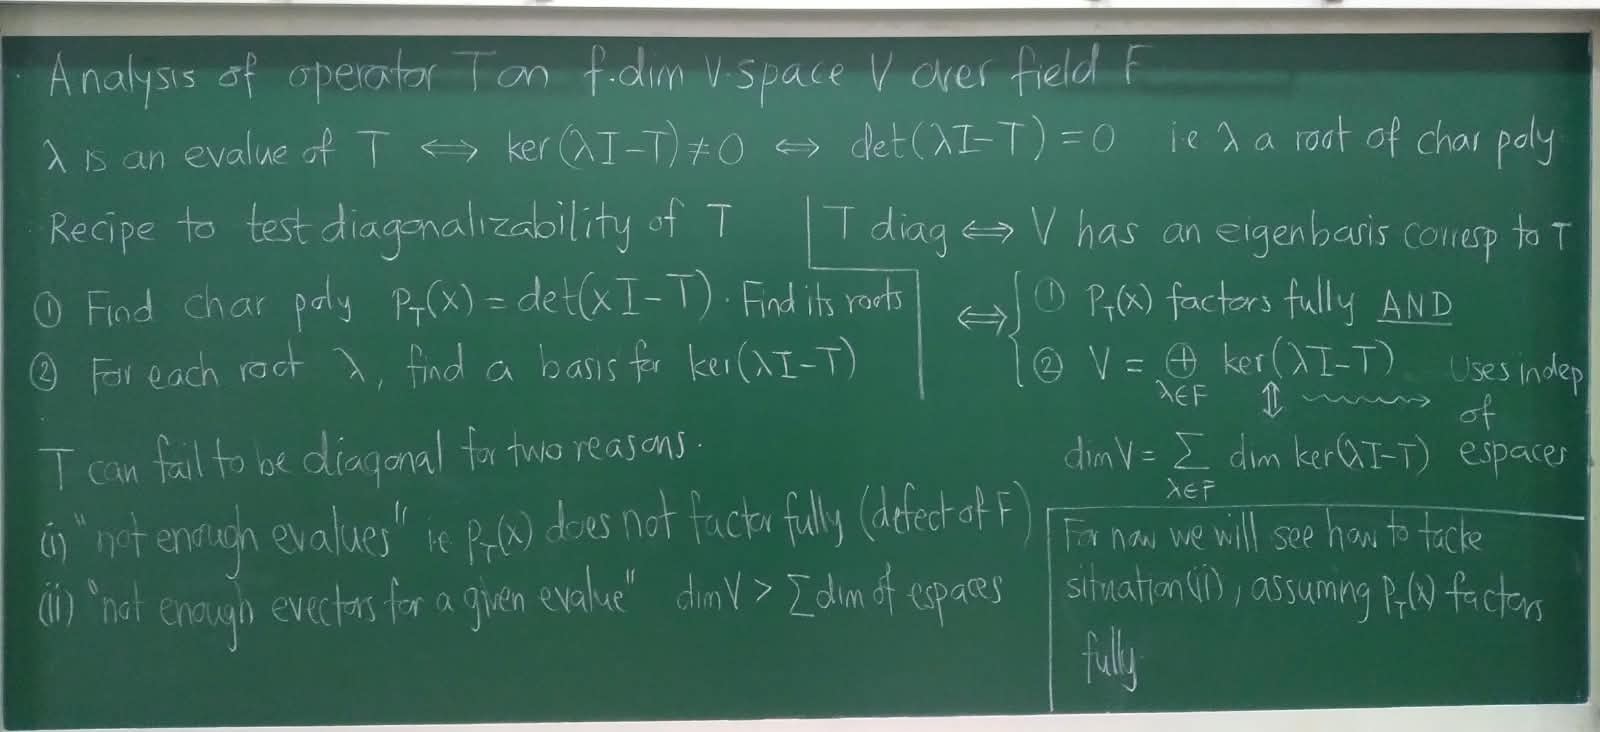 Analysis of operator T on f.dim v.space V over field F
λ is an evalue of T ⟺ ker(λI-T) ≠ 0 ⟺ det(λI-T) = 0 i.e λ a root of char poly
Recipe to test diagonalizability of T
① Find char poly P_T(x) = det(xI-T). Find its roots
② For each root λ, find a basis for ker(λI-T)
T diag ⟺ V has an eigenbasis corresp to T
⟺ { ① P_T(x) factors fully AND
② V = ⊕_{λ∈F} ker(λI-T)
⇕ Uses indep
of
espaces
dim V = Σ_{λ∈F} dim ker(λI-T)
T can fail to be diagonal for two reasons.
(i) "not enough evalues" ie P_T(x) does not factor fully (defect of F)
(ii) "not enough evectors for a given evalue" dim V > Σ dim of espaces
For now we will see how to tackle
situation (ii), assuming P_T(x) factors
fully.